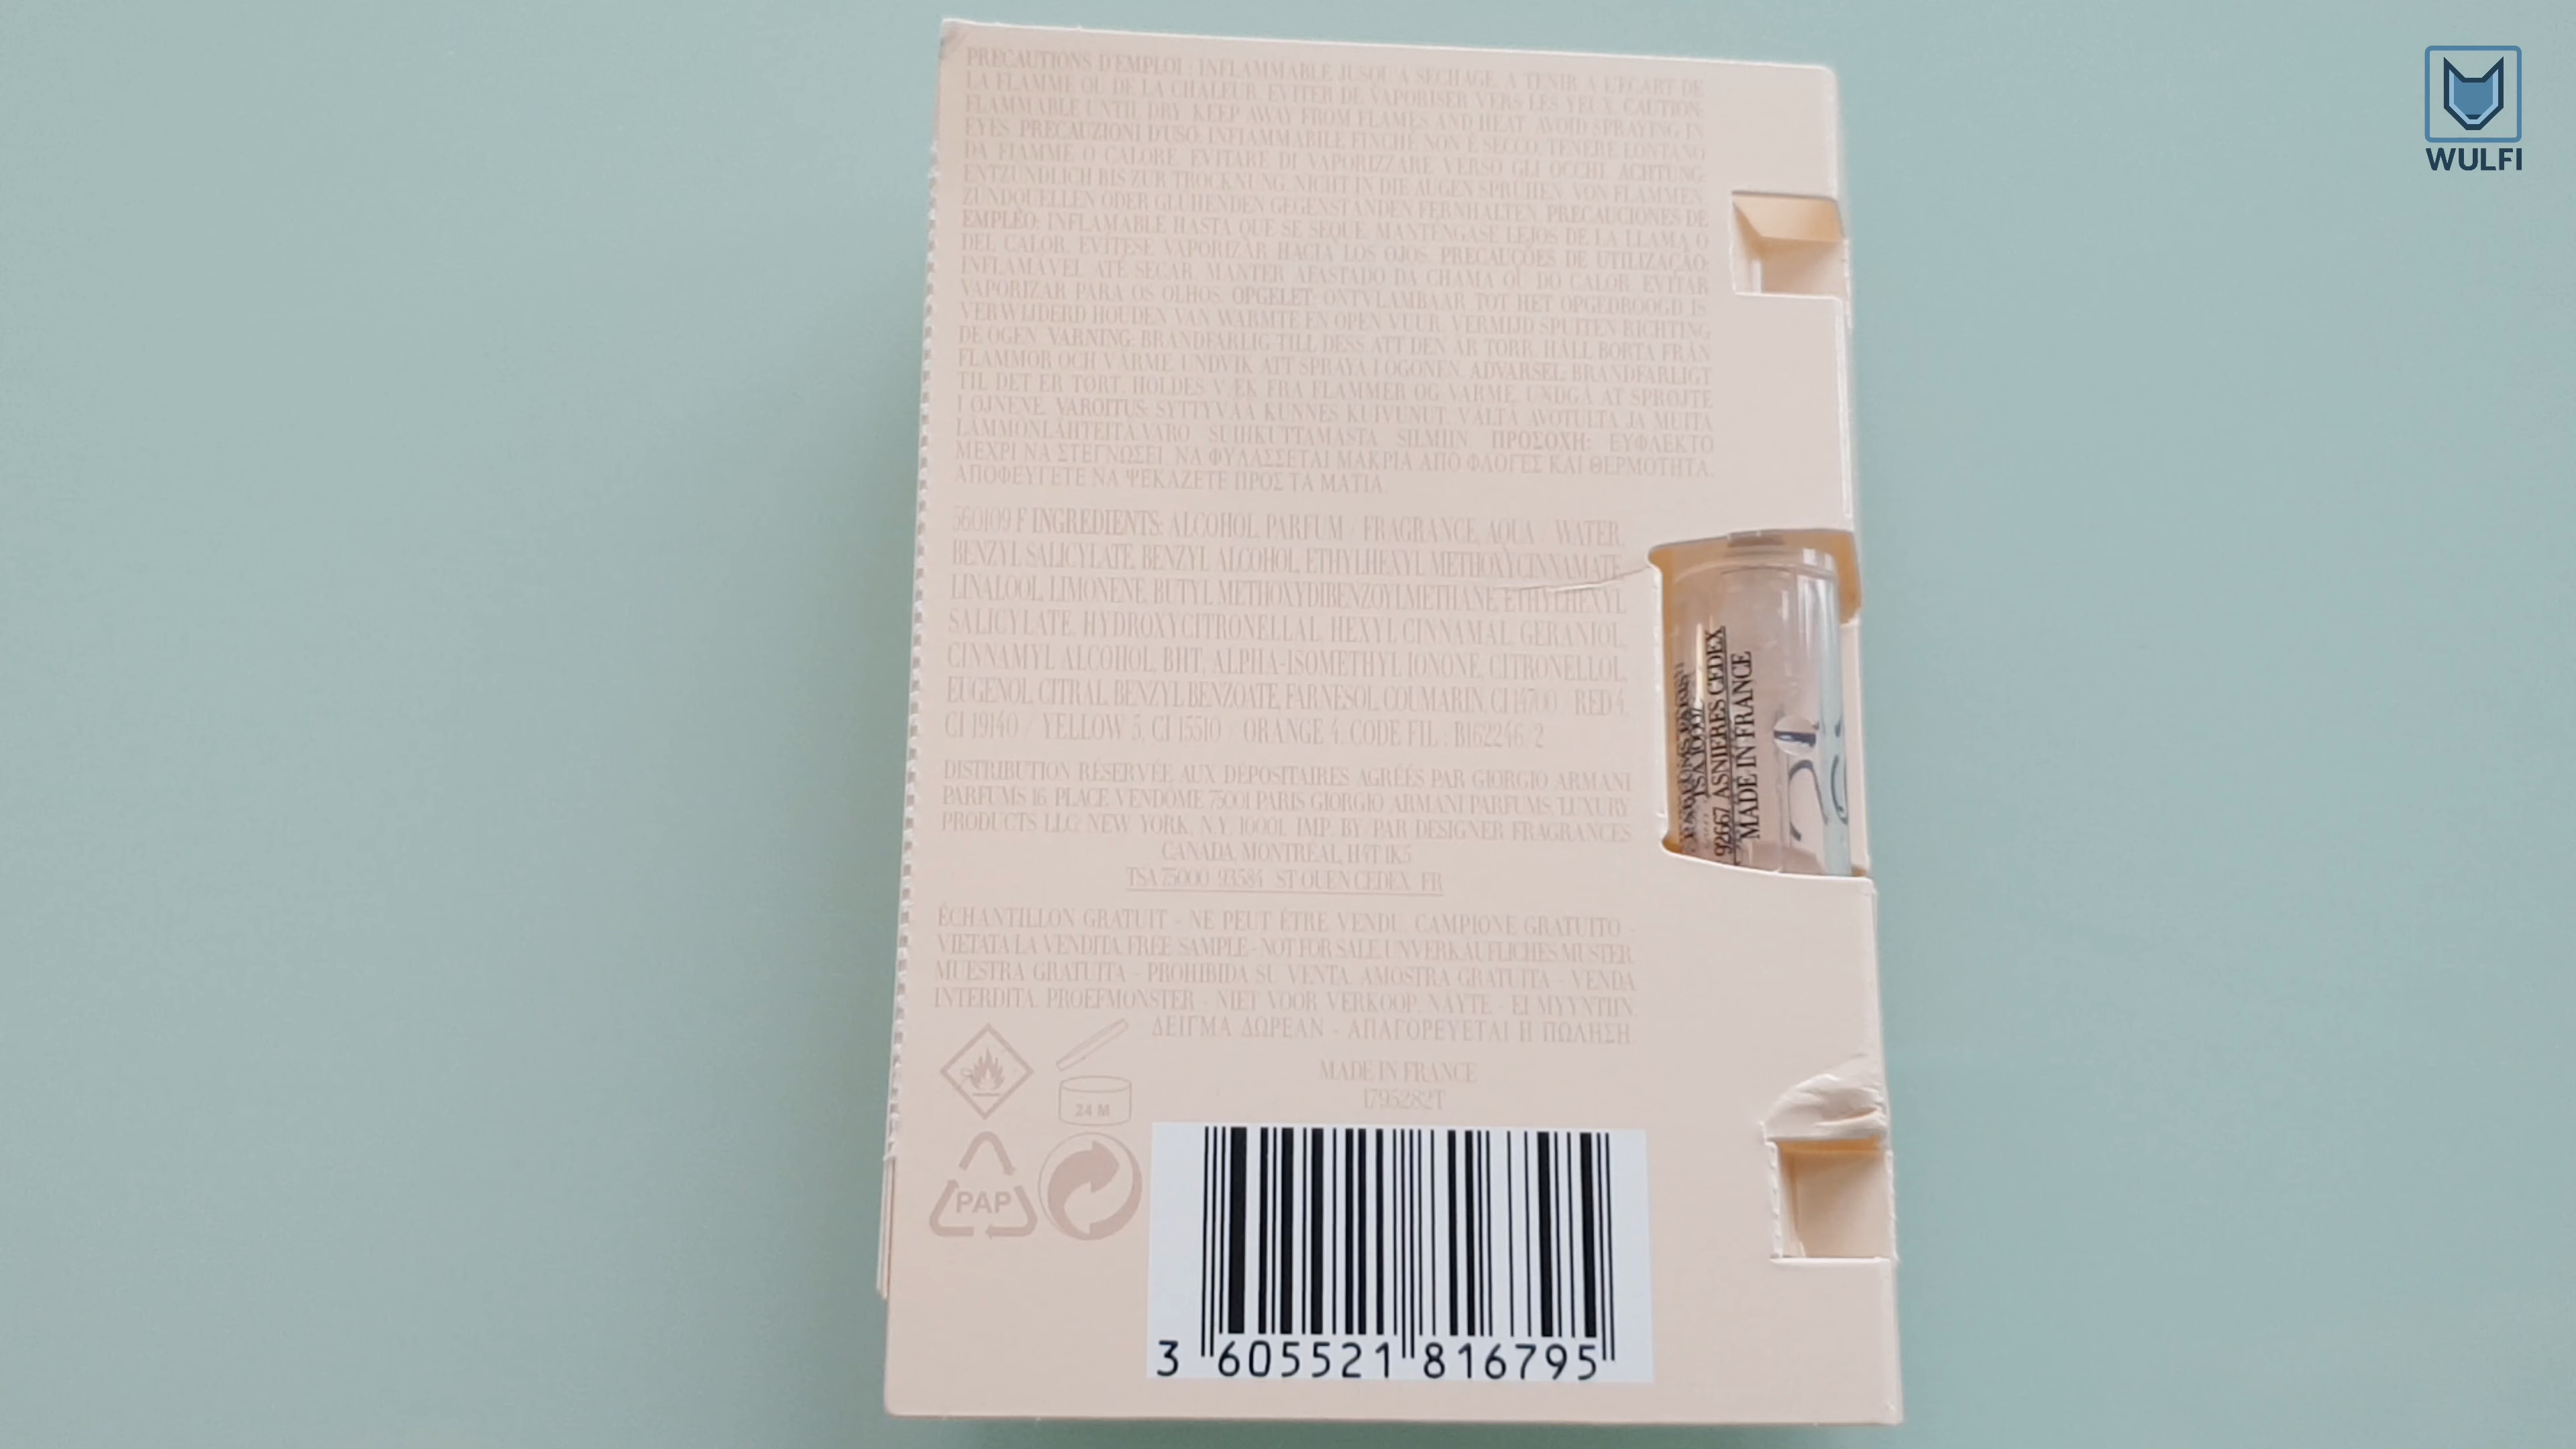 WULFI
PRECAUTIONS D'EMPLOI : INFLAMMABLE JUSQU'A SECHAGE. A TENIR A L'ECART DE
LA FLAMME OU DE LA CHALEUR. EVITER DE VAPORISER VERS LES YEUX. CAUTION:
FLAMMABLE UNTIL DRY. KEEP AWAY FROM FLAMES AND HEAT. AVOID SPRAYING IN
EYES. PRECAUZIONI D'USO: INFIAMMABILE FINCHÉ NON È SECCO. TENERE LONTANO
DA FIAMME O CALORE. EVITARE DI VAPORIZZARE VERSO GLI OCCHI. ACHTUNG:
ENTZÜNDLICH BIS ZUR TROCKNUNG. NICHT IN DIE AUGEN SPRÜHEN. VON FLAMMEN,
ZÜNDQUELLEN ODER GLÜHENDEN GEGENSTÄNDEN FERNHALTEN. PRECAUCIONES DE
EMPLEO: INFLAMABLE HASTA QUE SE SEQUE. MANTÉNGASE LEJOS DE LA LLAMA O
DEL CALOR. EVÍTESE VAPORIZAR HACIA LOS OJOS. PRECAUÇÕES DE UTILIZAÇÃO:
INFLAMÁVEL ATÉ SECAR. MANTER AFASTADO DA CHAMA OU DO CALOR. EVITAR
VAPORIZAR PARA OS OLHOS. OPGELET: ONTVLAMBAAR TOT HET OPGEDROOGD IS.
VERWIJDERD HOUDEN VAN WARMTE EN OPEN VUUR. VERMIJD SPUITEN RICHTING
DE OGEN. VARNING: BRANDFARLIG TILL DESS ATT DEN ÄR TORR. HÅLL BORTA FRÅN
FLAMMOR OCH VÄRME. UNDVIK ATT SPRAYA I ÖGONEN. ADVARSEL: BRANDFARLIGT
TIL DET ER TØRT. HOLDES VÆK FRA FLAMMER OG VARME. UNDGÅ AT SPRØJTE
I ØJNENE. VAROITUS: SYTTYVÄÄ KUNNES KUIVUNUT. VÄLTÄ AVOTULTA JA MUITA
LÄMMÖNLÄHTEITÄ.VARO SUIHKUTTAMASTA SILMIIN. ΠΡΟΣΟΧΗ: ΕΥΦΛΕΚΤΟ
ΜΕΧΡΙ ΝΑ ΣΤΕΓΝΩΣΕΙ. ΝΑ ΦΥΛΑΣΣΕΤΑΙ ΜΑΚΡΙΑ ΑΠΟ ΦΛΟΓΕΣ ΚΑΙ ΘΕΡΜΟΤΗΤΑ.
ΑΠΟΦΕΥΓΕΤΕ ΝΑ ΨΕΚΑΖΕΤΕ ΠΡΟΣ ΤΑ ΜΑΤΙΑ.
560109 F INGREDIENTS: ALCOHOL, PARFUM / FRAGRANCE, AQUA / WATER,
BENZYL SALICYLATE, BENZYL ALCOHOL, ETHYLHEXYL METHOXYCINNAMATE,
LINALOOL, LIMONENE, BUTYL METHOXYDIBENZOYLMETHANE, ETHYLHEXYL
SALICYLATE, HYDROXYCITRONELLAL, HEXYL CINNAMAL, GERANIOL,
CINNAMYL ALCOHOL, BHT, ALPHA-ISOMETHYL IONONE, CITRONELLOL,
EUGENOL, CITRAL, BENZYL BENZOATE, FARNESOL, COUMARIN, CI 14700 / RED 4,
CI 19140 / YELLOW 5, CI 15510 / ORANGE 4. CODE FIL : B162246/2
DISTRIBUTION RÉSERVÉE AUX DÉPOSITAIRES AGRÉÉS PAR GIORGIO ARMANI
PARFUMS 16, PLACE VENDÔME 75001 PARIS GIORGIO ARMANI PARFUMS, LUXURY
PRODUCTS LLC, NEW YORK, N.Y. 10001. IMP. BY/PAR DESIGNER FRAGRANCES
CANADA, MONTRÉAL, H4T 1K5
TSA 75000 93584 ST OUEN CEDEX FR
ÉCHANTILLON GRATUIT - NE PEUT ÊTRE VENDU. CAMPIONE GRATUITO -
VIETATA LA VENDITA. FREE SAMPLE - NOT FOR SALE. UNVERKÄUFLICHES MUSTER.
MUESTRA GRATUITA - PROHIBIDA SU VENTA. AMOSTRA GRATUITA - VENDA
INTERDITA. PROEFMONSTER - NIET VOOR VERKOOP. NÄYTE - EI MYYNTIIN.
ΔΕΙΓΜΑ ΔΩΡΕΑΝ - ΑΠΑΓΟΡΕΥΕΤΑΙ Η ΠΩΛΗΣΗ
MADE IN FRANCE
1795282T
24 M
PAP
3 605521 816795
92667 ASNIERES CEDEX
MADE IN FRANCE